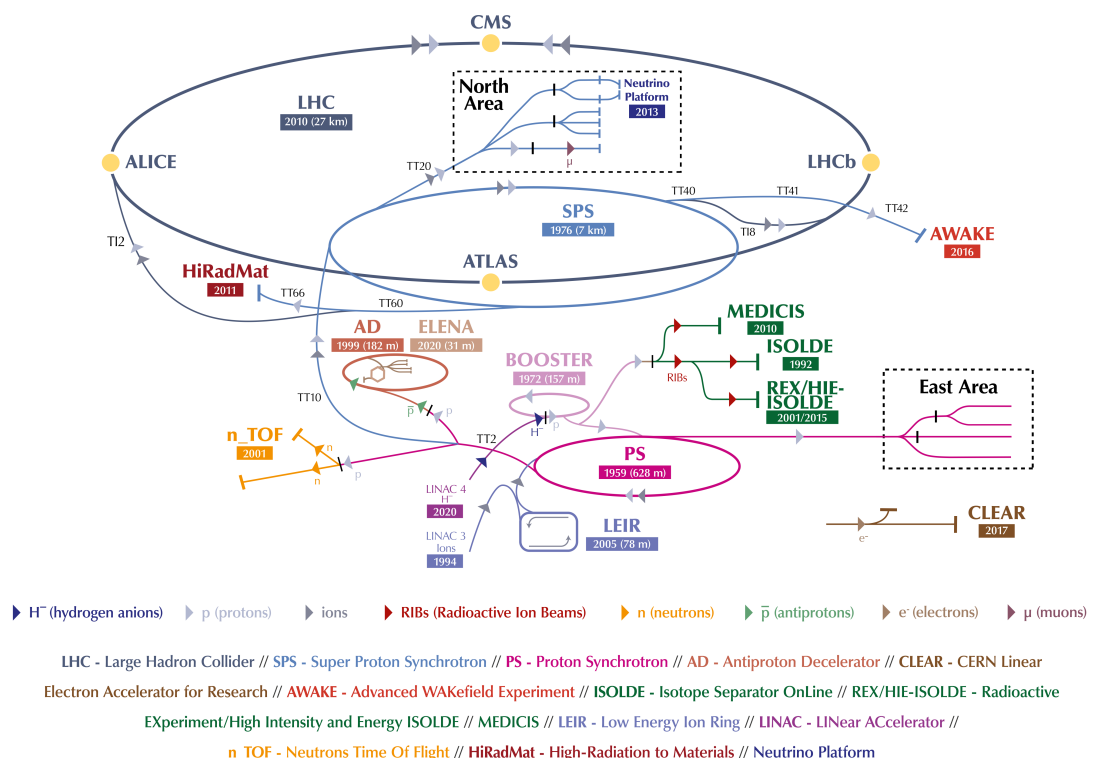 CMS
North
Area
Neutrino
Platform
2013
μ
LHC
2010 (27 km)
ALICE
LHCb
TT20
TT40
TT41
SPS
1976 (7 km)
TI8
TT42
AWAKE
2016
TI2
ATLAS
HiRadMat
2011
TT66
TT60
AD
1999 (182 m)
ELENA
2020 (31 m)
MEDICIS
2010
BOOSTER
1972 (157 m)
ISOLDE
1992
RIBs
REX/HIE-
ISOLDE
2001/2015
East Area
TT10
p̅
p
H⁻
p
n_TOF
2001
n
n
p
TT2
PS
1959 (628 m)
LINAC 4
H⁻
2020
LINAC 3
Ions
1994
LEIR
2005 (78 m)
CLEAR
2017
e⁻
H⁻ (hydrogen anions)
p (protons)
ions
RIBs (Radioactive Ion Beams)
n (neutrons)
p̅ (antiprotons)
e⁻ (electrons)
μ (muons)
LHC - Large Hadron Collider // SPS - Super Proton Synchrotron // PS - Proton Synchrotron // AD - Antiproton Decelerator // CLEAR - CERN Linear
Electron Accelerator for Research // AWAKE - Advanced WAKefield Experiment // ISOLDE - Isotope Separator OnLine // REX/HIE-ISOLDE - Radioactive
EXperiment/High Intensity and Energy ISOLDE // MEDICIS // LEIR - Low Energy Ion Ring // LINAC - LINear ACcelerator //
n_TOF - Neutrons Time Of Flight // HiRadMat - High-Radiation to Materials // Neutrino Platform